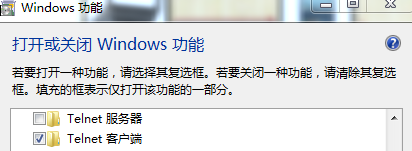 Windows 功能
打开或关闭 Windows 功能
若要打开一种功能，请选择其复选框。若要关闭一种功能，请清除其复选
框。填充的框表示仅打开该功能的一部分。
Telnet 服务器
Telnet 客户端